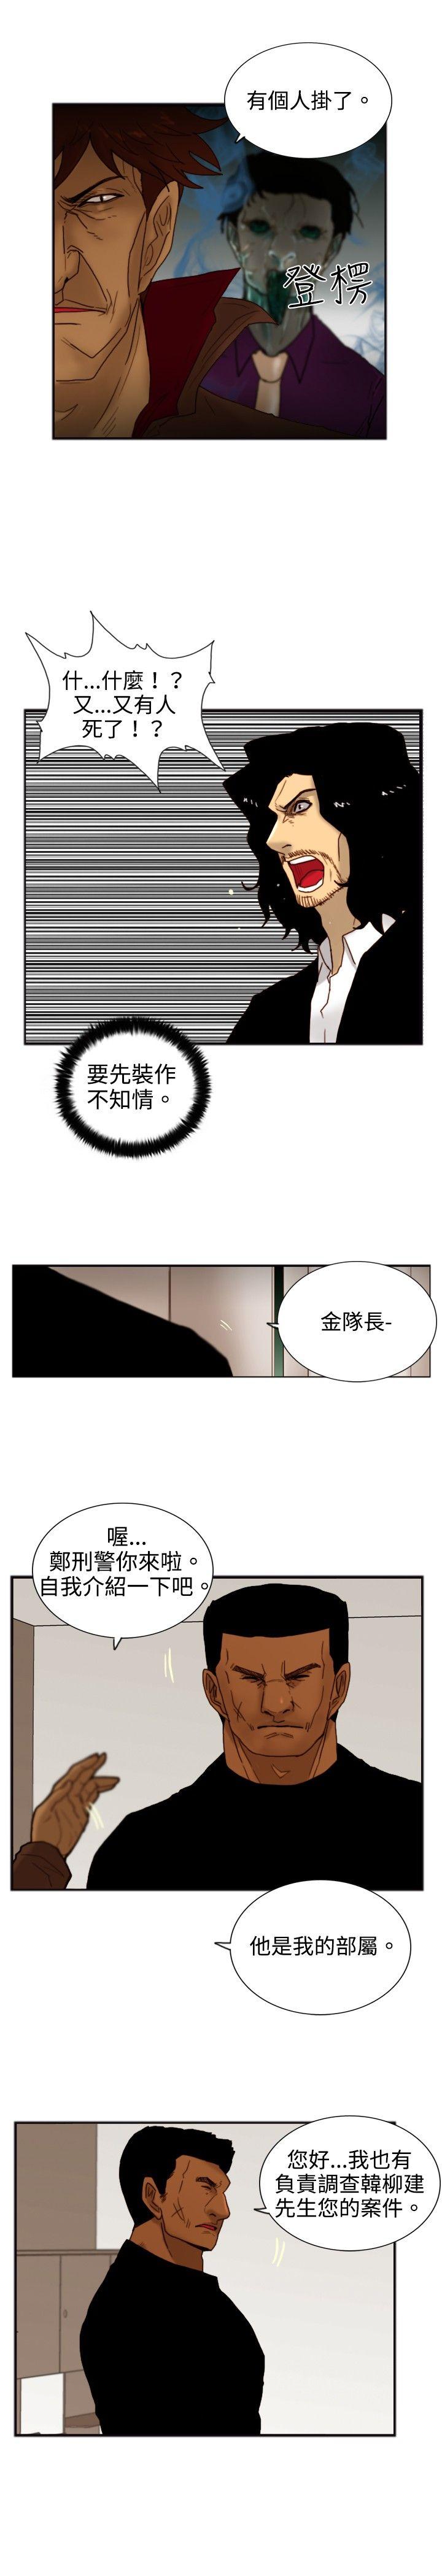 有個人掛了。
登楞
什...什麼！？
又...又有人
死了！？
要先裝作
不知情。
金隊長-
喔...
鄭刑警你來啦。
自我介紹一下吧。
他是我的部屬。
您好...我也有
負責調查韓柳建
先生您的案件。